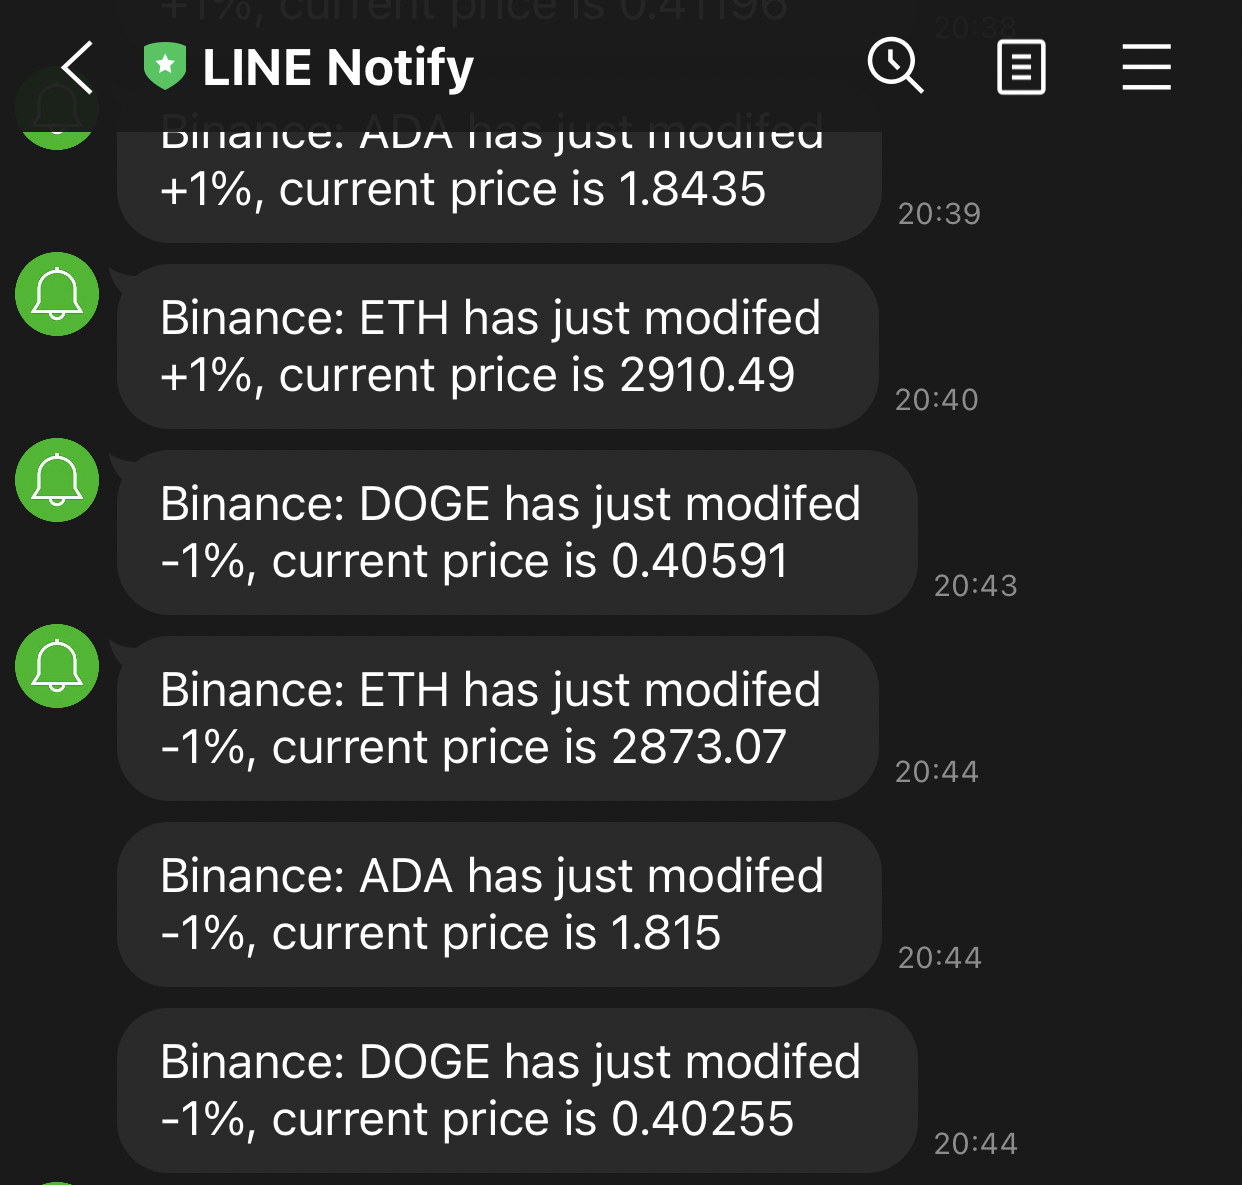 +1%, current price is 0.41196
20:38
LINE Notify
Binance: ADA has just modifed
+1%, current price is 1.8435
20:39
Binance: ETH has just modifed
+1%, current price is 2910.49
20:40
Binance: DOGE has just modifed
-1%, current price is 0.40591
20:43
Binance: ETH has just modifed
-1%, current price is 2873.07
20:44
Binance: ADA has just modifed
-1%, current price is 1.815
20:44
Binance: DOGE has just modifed
-1%, current price is 0.40255
20:44